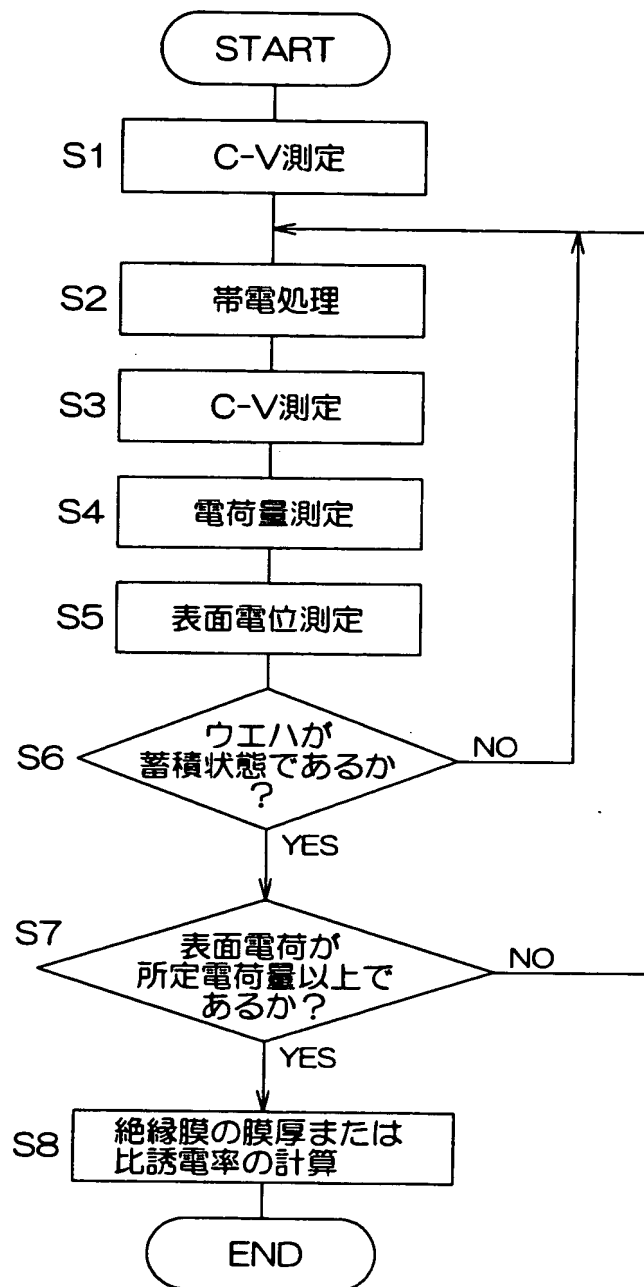 START
S1
C-V測定
S2
帯電処理
S3
C-V測定
S4
電荷量測定
S5
表面電位測定
S6
ウエハが
蓄積状態であるか
?
NO
YES
S7
表面電荷が
所定電荷量以上で
あるか?
NO
YES
S8
絶縁膜の膜厚または
比誘電率の計算
END